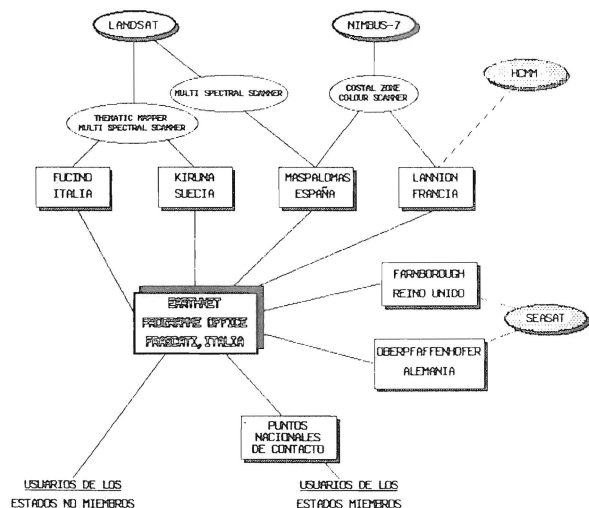 LANDSAT
NIMBUS-7
HCMM
MULTI SPECTRAL SCANNER
COSTAL ZONE
COLOUR SCANNER
THEMATIC MAPPER
MULTI SPECTRAL SCANNER
FUCINO
ITALIA
KIRUNA
SUECIA
MASPALOMAS
ESPAÑA
LANNION
FRANCIA
FARNBOROUGH
REINO UNIDO
EARTHNET
PROGRAMME OFFICE
FRASCATI, ITALIA
SEASAT
OBERPFAFFENHOFER
ALEMANIA
PUNTOS
NACIONALES
DE CONTACTO
USUARIOS DE LOS
ESTADOS NO MIEMBROS
USUARIOS DE LOS
ESTADOS MIEMBROS